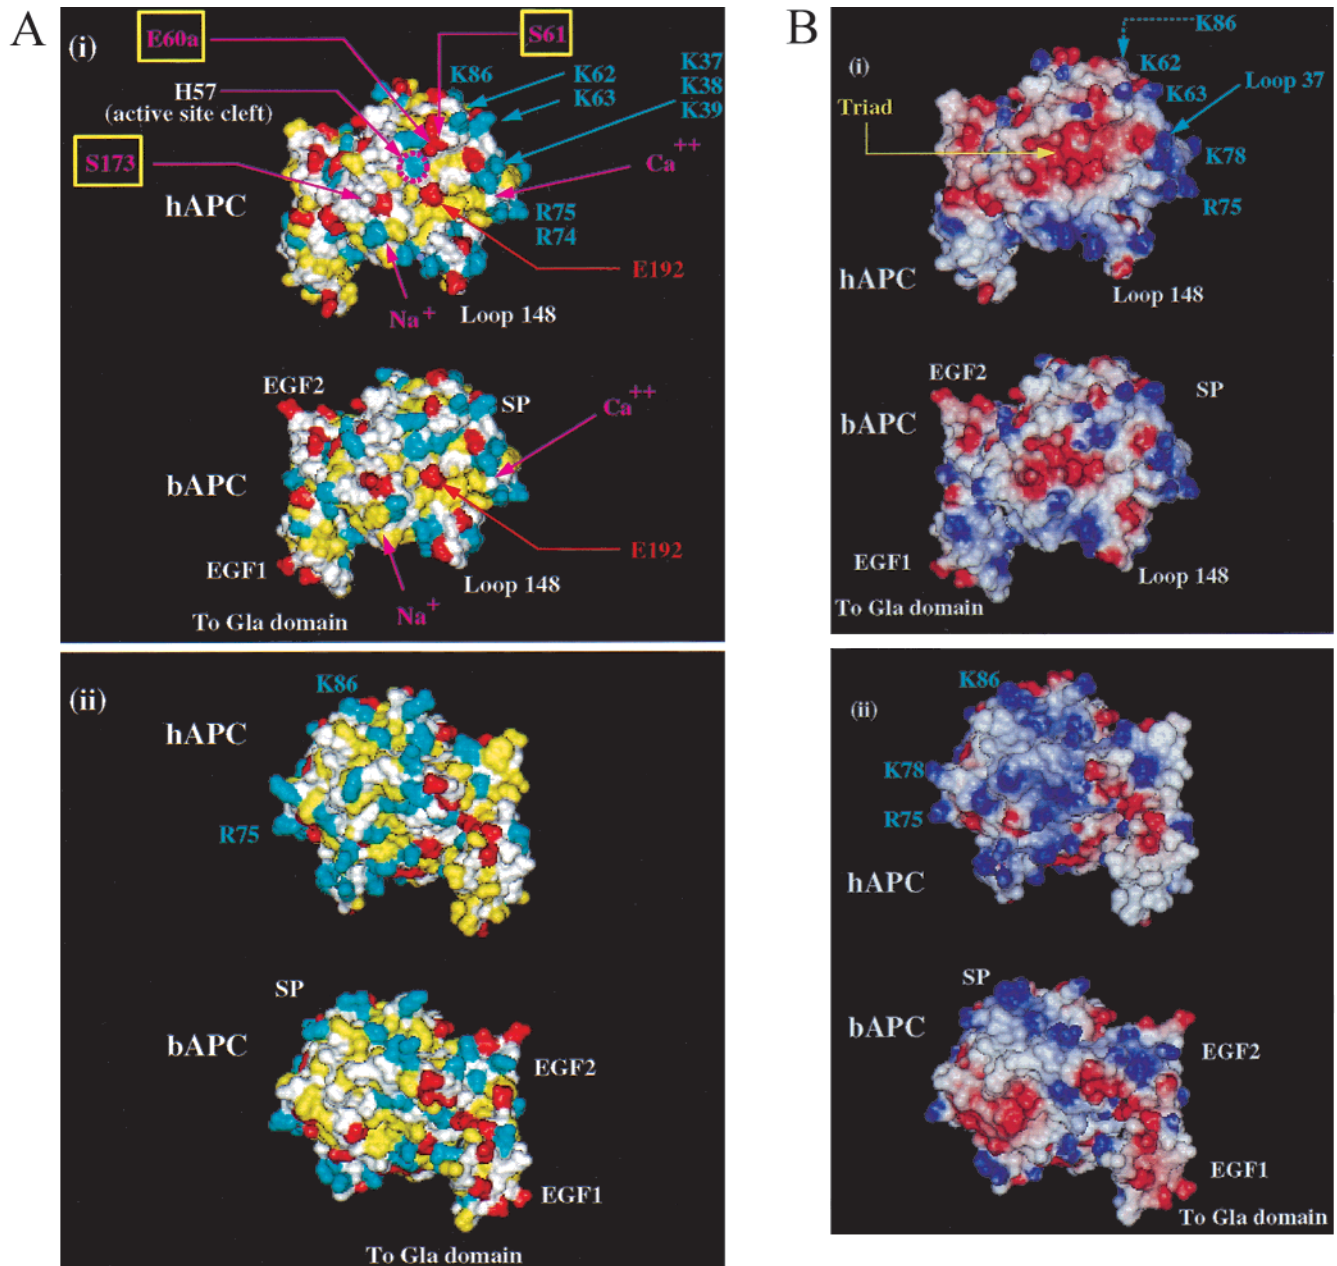 A
(i)
E60a
S61
K86
K62
K63
K37
K38
K39
H57
(active site cleft)
S173
hAPC
Ca++
R75
R74
E192
Na+
Loop 148
EGF2
SP
Ca++
bAPC
E192
EGF1
Loop 148
Na+
To Gla domain
(ii)
K86
hAPC
R75
SP
bAPC
EGF2
EGF1
To Gla domain
B
(i)
K86
K62
K63
Loop 37
Triad
K78
R75
hAPC
Loop 148
EGF2
SP
bAPC
EGF1
Loop 148
To Gla domain
(ii)
K86
K78
R75
hAPC
SP
bAPC
EGF2
EGF1
To Gla domain